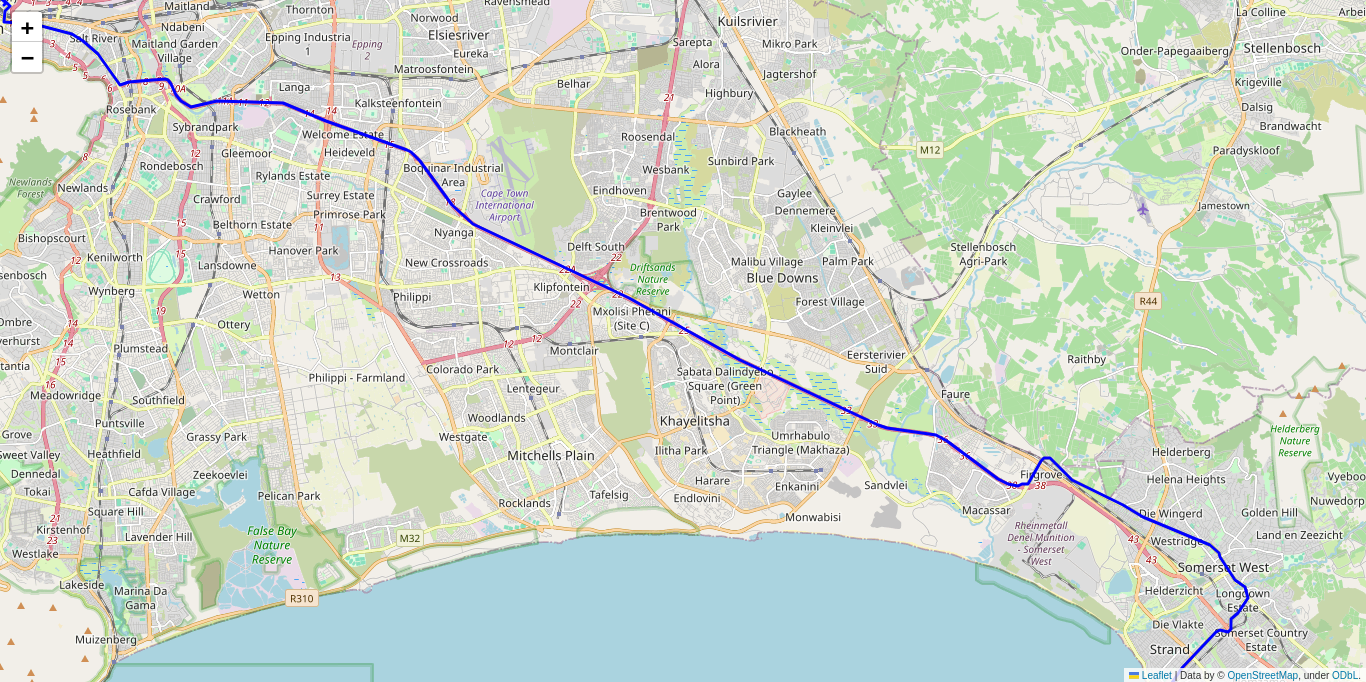 Maitland
Thornton
Ravensmead
Norwood
Kuilsrivier
La Colline
+
Ndabeni
Elsiesriver
Salt River
Epping Industria
1
Epping
2
Sarepta
Mikro Park
Onder-Papegaaiberg
Stellenbosch
Maitland Garden
Village
Eureka
−
Matroosfontein
Alora
Jagtershof
Krigeville
Langa
Belhar
Highbury
Dalsig
Rosebank
Kalksteenfontein
21
Brandwacht
Sybrandpark
Welcome Estate
Roosendal
Blackheath
Gleemoor
Heideveld
M12
Paradyskloof
Rondebosch
Boquinar Industrial
Area
Wesbank
Sunbird Park
Newlands
Forest
Newlands
Rylands Estate
Crawford
Surrey Estate
Cape Town
International
Airport
Eindhoven
Gaylee
Primrose Park
Brentwood
Park
Dennemere
Jamestown
Belthorn Estate
Kleinvlei
Bishopscourt
Nyanga
Hanover Park
Delft South
Stellenbosch
Agri-Park
Kenilworth
Lansdowne
New Crossroads
Malibu Village
Palm Park
22
22A
Driftsands
Nature
Reserve
Blue Downs
Wynberg
Wetton
13
Philippi
Klipfontein
Forest Village
R44
Mxolisi Phetani
(Site C)
Ottery
Plumstead
12
Montclair
Eersterivier
Suid
Raithby
Philippi - Farmland
Colorado Park
Sabata Dalindyebo
Square (Green
Point)
Meadowridge
Southfield
Lentegeur
Faure
Puntsville
Woodlands
Khayelitsha
Helderberg
Nature
Reserve
Grove
Grassy Park
Westgate
Umrhabulo
Triangle (Makhaza)
Sweet Valley
Heathfield
Mitchells Plain
Ilitha Park
Helderberg
Dennedal
Zeekoevlei
Harare
Firgrove
Helena Heights
Tokai
Cafda Village
Pelican Park
Tafelsig
Enkanini
Sandvlei
38
Rocklands
Endlovini
Square Hill
Monwabisi
Macassar
Die Wingerd
Golden Hill
Kirstenhof
False Bay
Nature
Reserve
Lavender Hill
M32
Rheinmetall
Denel Munition
- Somerset
West
43
Westridge
Land en Zeezicht
Westlake
Somerset West
Lakeside
Marina Da
Gama
R310
Helderzicht
Longdown
Estate
Die Vlakte
Muizenberg
Somerset Country
Estate
Strand
Leaflet | Data by © OpenStreetMap, under ODbL.